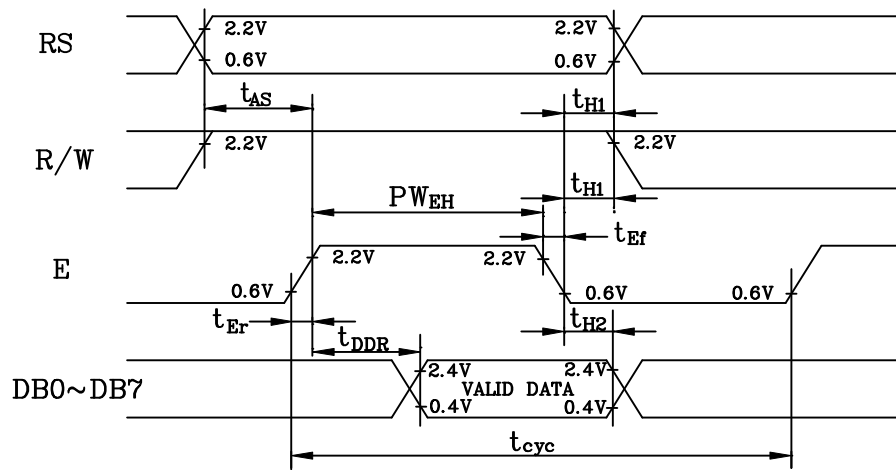 RS
2.2V
2.2V
0.6V
0.6V
tAS
tH1
R/W
2.2V
2.2V
tH1
PWEH
tEf
E
2.2V
2.2V
0.6V
0.6V
0.6V
tEr
tH2
tDDR
DB0~DB7
2.4V
2.4V
VALID DATA
0.4V
0.4V
tcyc